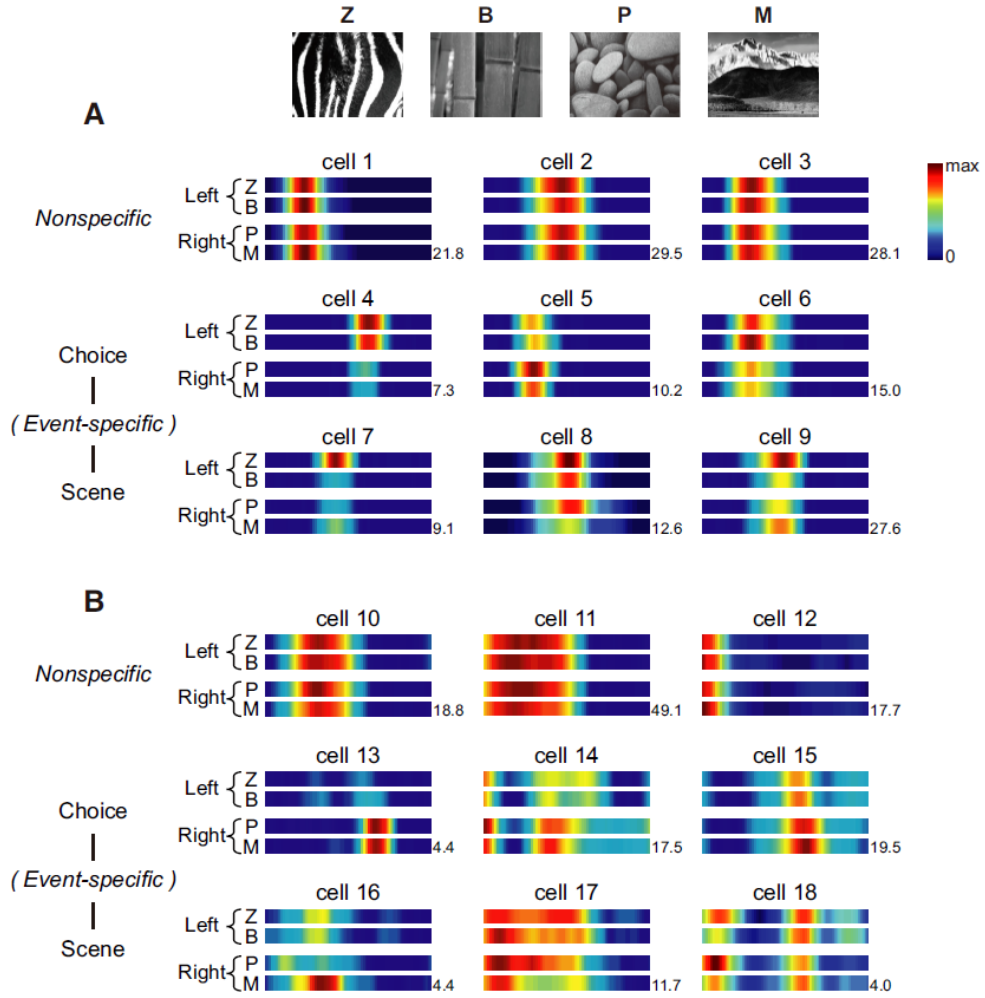 Z B P M
A
cell 1 cell 2 cell 3
max
0
Nonspecific
Left { Z
B
Right { P
M
21.8 29.5 28.1
cell 4 cell 5 cell 6
Choice
Left { Z
B
Right { P
M
7.3 10.2 15.0
( Event-specific )
cell 7 cell 8 cell 9
Scene
Left { Z
B
Right { P
M
9.1 12.6 27.6
B
cell 10 cell 11 cell 12
Nonspecific
Left { Z
B
Right { P
M
18.8 49.1 17.7
cell 13 cell 14 cell 15
Choice
Left { Z
B
Right { P
M
4.4 17.5 19.5
( Event-specific )
cell 16 cell 17 cell 18
Scene
Left { Z
B
Right { P
M
4.4 11.7 4.0